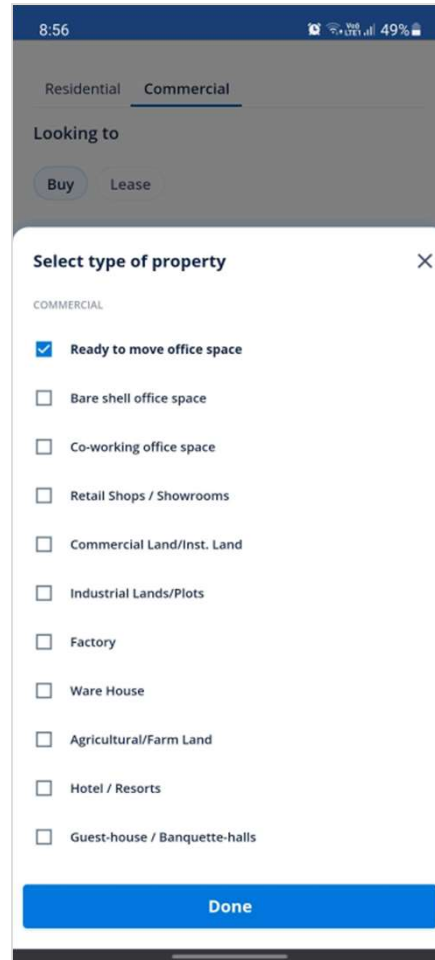 8:56
Vo) LTE1 49%
Residential Commercial
Looking to
Buy Lease
Select type of property
COMMERCIAL
Ready to move office space
Bare shell office space
Co-working office space
Retail Shops / Showrooms
Commercial Land/Inst. Land
Industrial Lands/Plots
Factory
Ware House
Agricultural/Farm Land
Hotel / Resorts
Guest-house / Banquette-halls
Done